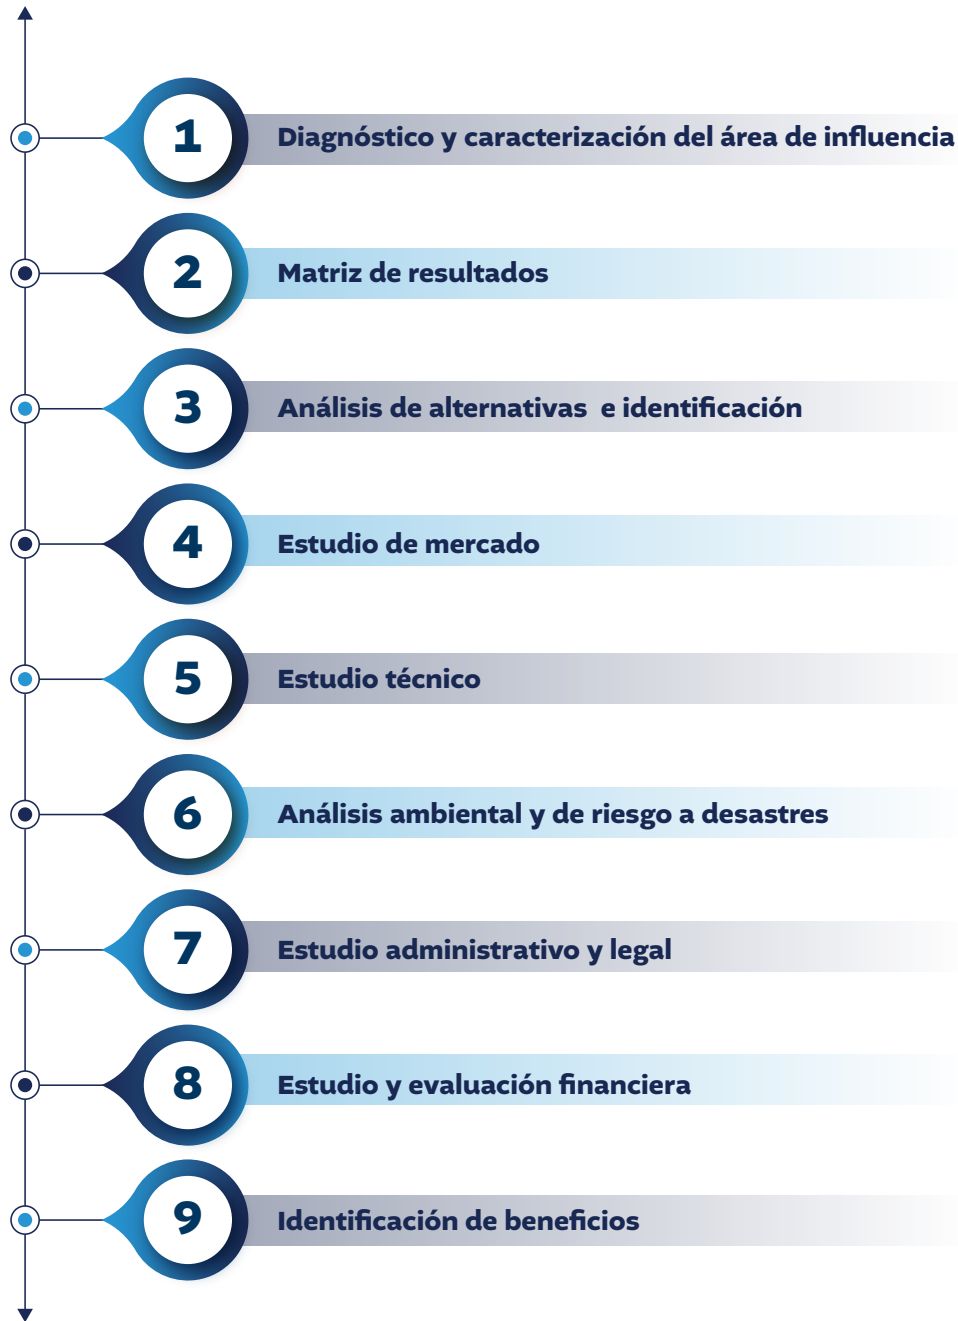 1 Diagnóstico y caracterización del área de influencia
2 Matriz de resultados
3 Análisis de alternativas  e identificación
4 Estudio de mercado
5 Estudio técnico
6 Análisis ambiental y de riesgo a desastres
7 Estudio administrativo y legal
8 Estudio y evaluación financiera
9 Identificación de beneficios